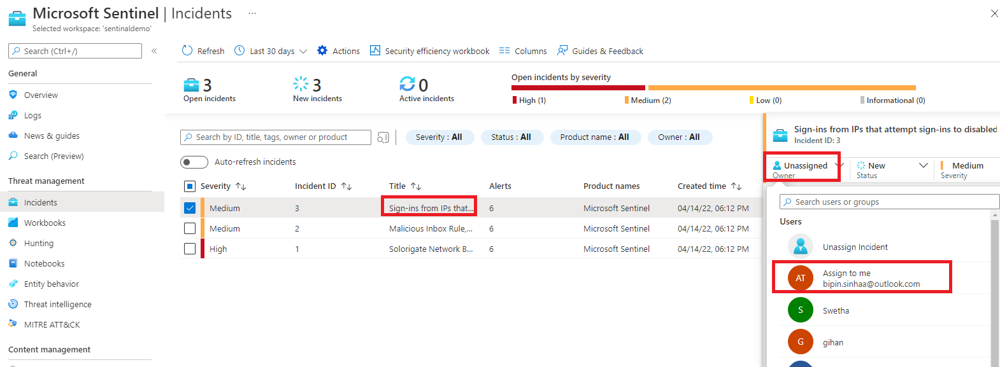 Microsoft Sentinel | Incidents ...
Selected workspace: 'sentinaldemo'
Search (Ctrl+/)
General
Overview
Logs
News & guides
Search (Preview)
Threat management
Incidents
Workbooks
Hunting
Notebooks
Entity behavior
Threat intelligence
MITRE ATT&CK
Content management
Refresh Last 30 days Actions Security efficiency workbook Columns Guides & Feedback
3
Open incidents
3
New incidents
0
Active incidents
Open incidents by severity
High (1) Medium (2) Low (0) Informational (0)
Search by ID, title, tags, owner or product
Severity : All Status : All Product name : All Owner : All
Auto-refresh incidents
Severity Incident ID Title Alerts Product names Created time
Medium 3 Sign-ins from IPs that... 6 Microsoft Sentinel 04/14/22, 06:12 PM
Medium 2 Malicious Inbox Rule,... 6 Microsoft Sentinel 04/14/22, 06:12 PM
High 1 Solorigate Network B... 6 Microsoft Sentinel 04/14/22, 06:12 PM
Sign-ins from IPs that attempt sign-ins to disabled
Incident ID: 3
Unassigned
Owner
New
Status
Medium
Severity
Search users or groups
Users
Unassign Incident
AT
Assign to me
bipin.sinhaa@outlook.com
S
Swetha
G
gihan